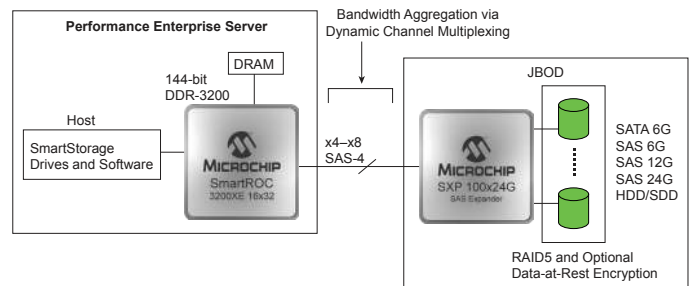 Performance Enterprise Server
Bandwidth Aggregation via
Dynamic Channel Multiplexing
DRAM
144-bit
DDR-3200
Host
SmartStorage
Drives and Software
MICROCHIP
SmartROC
3200XE 16x32
x4–x8
SAS-4
JBOD
MICROCHIP
SXP 100x24G
SAS Expander
SATA 6G
SAS 6G
SAS 12G
SAS 24G
HDD/SDD
RAID5 and Optional
Data-at-Rest Encryption